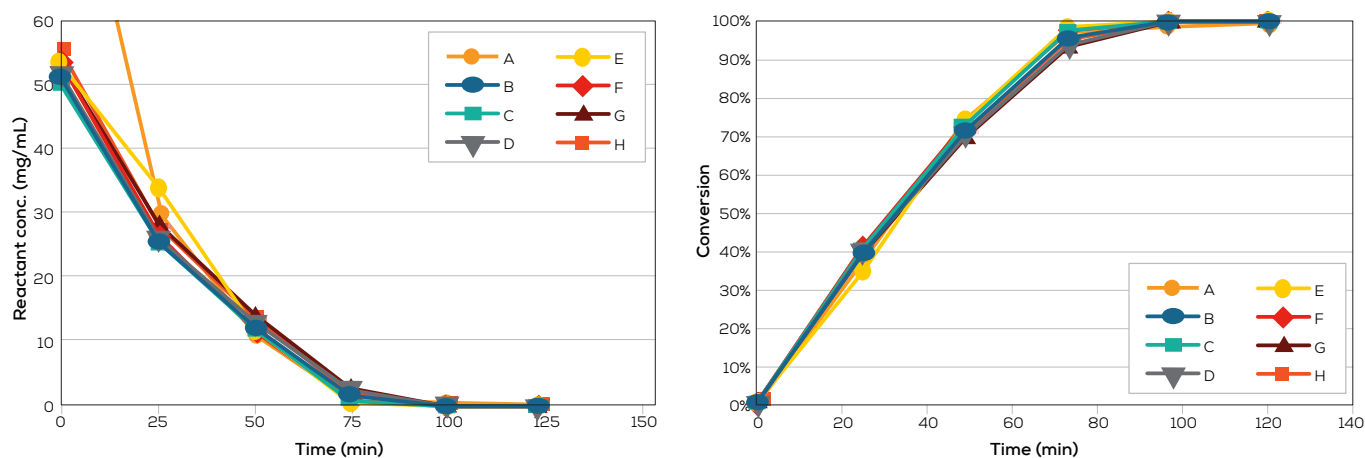 Reactant conc. (mg/mL)
60
50
40
30
20
10
0
0 25 50 75 100 125 150
Time (min)
A E
B F
C G
D H
Conversion
100%
90%
80%
70%
60%
50%
40%
30%
20%
10%
0%
0 20 40 60 80 100 120 140
Time (min)
A E
B F
C G
D H